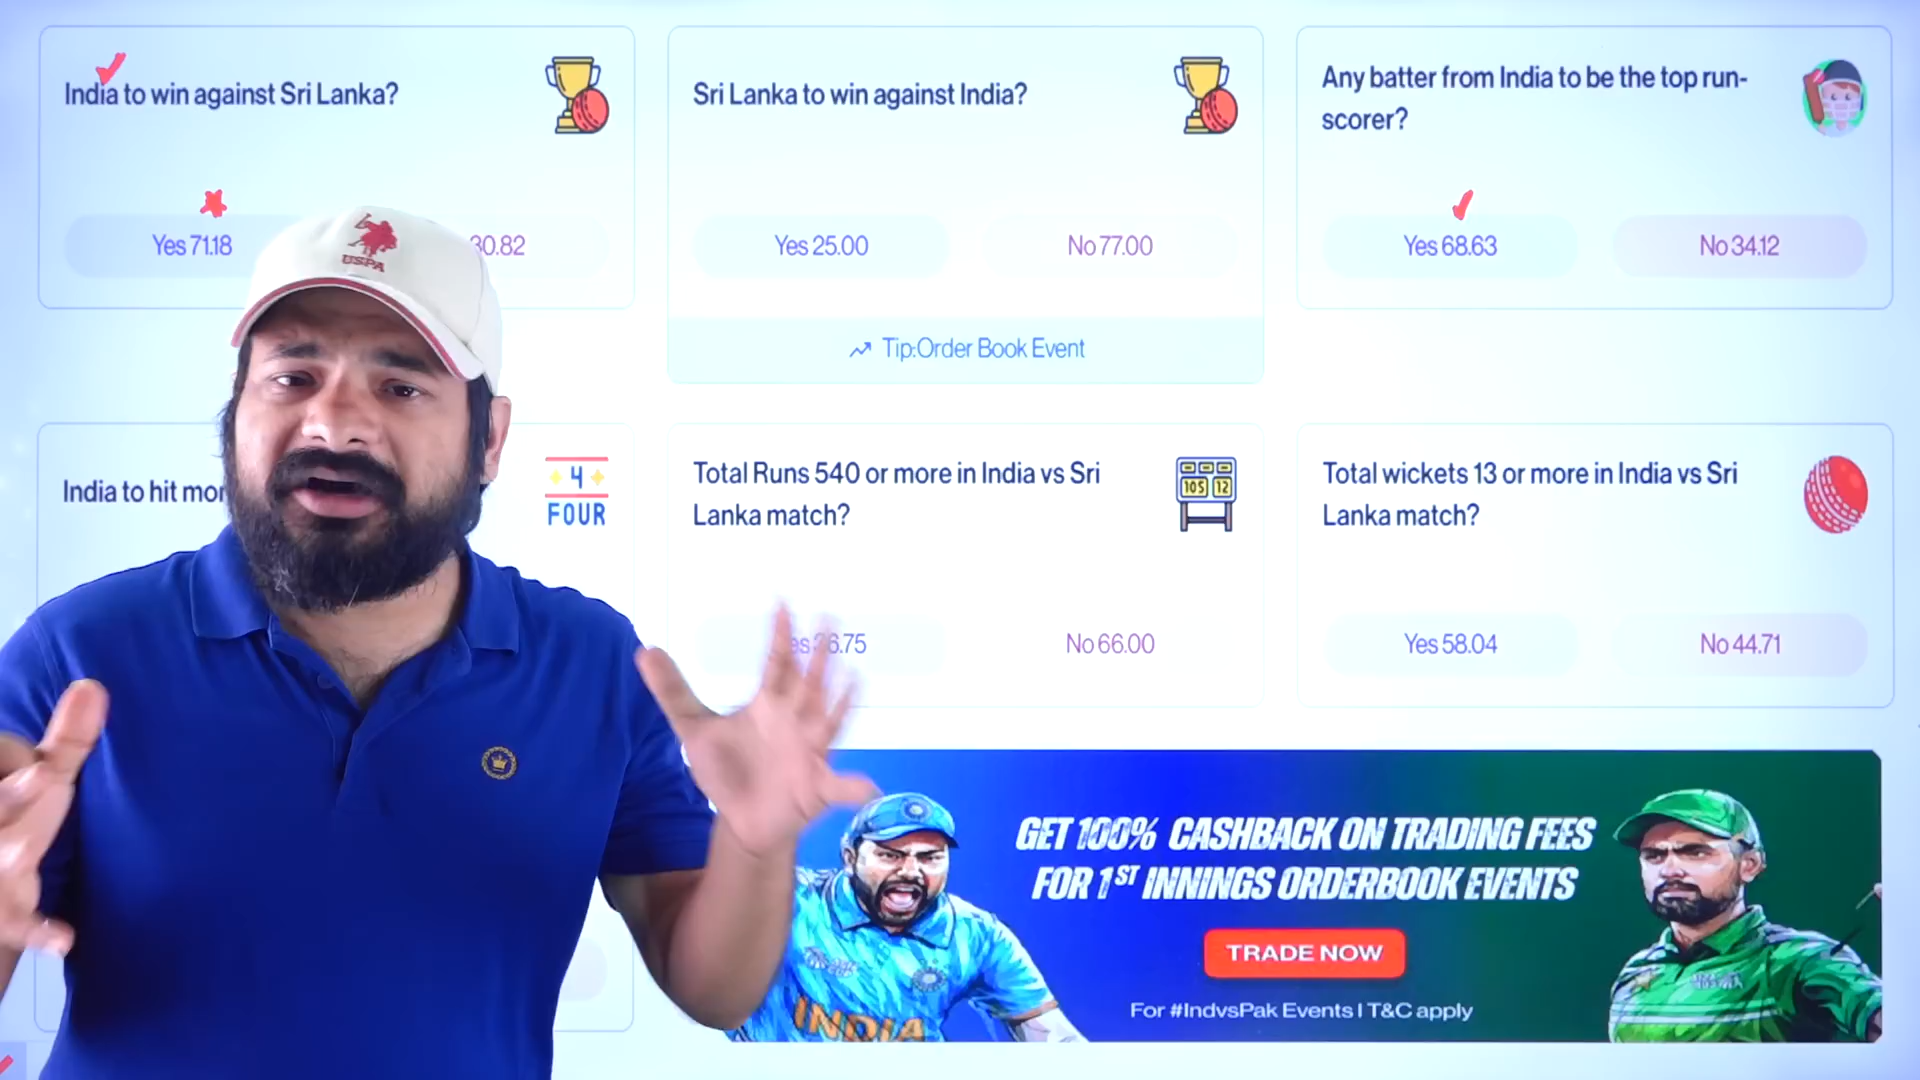 India to win against Sri Lanka?
Yes 71.18
30.82
Sri Lanka to win against India?
Yes 25.00
No 77.00
Tip:Order Book Event
Any batter from India to be the top run-
scorer?
Yes 68.63
No 34.12
USPA
India to hit
4
FOUR
Total Runs 540 or more in India vs Sri
Lanka match?
105 12
No 66.00
Total wickets 13 or more in India vs Sri
Lanka match?
Yes 58.04
No 44.71
GET 100% CASHBACK ON TRADING FEES
FOR 1ST INNINGS ORDERBOOK EVENTS
TRADE NOW
For #IndvsPak Events | T&C apply
INDIA